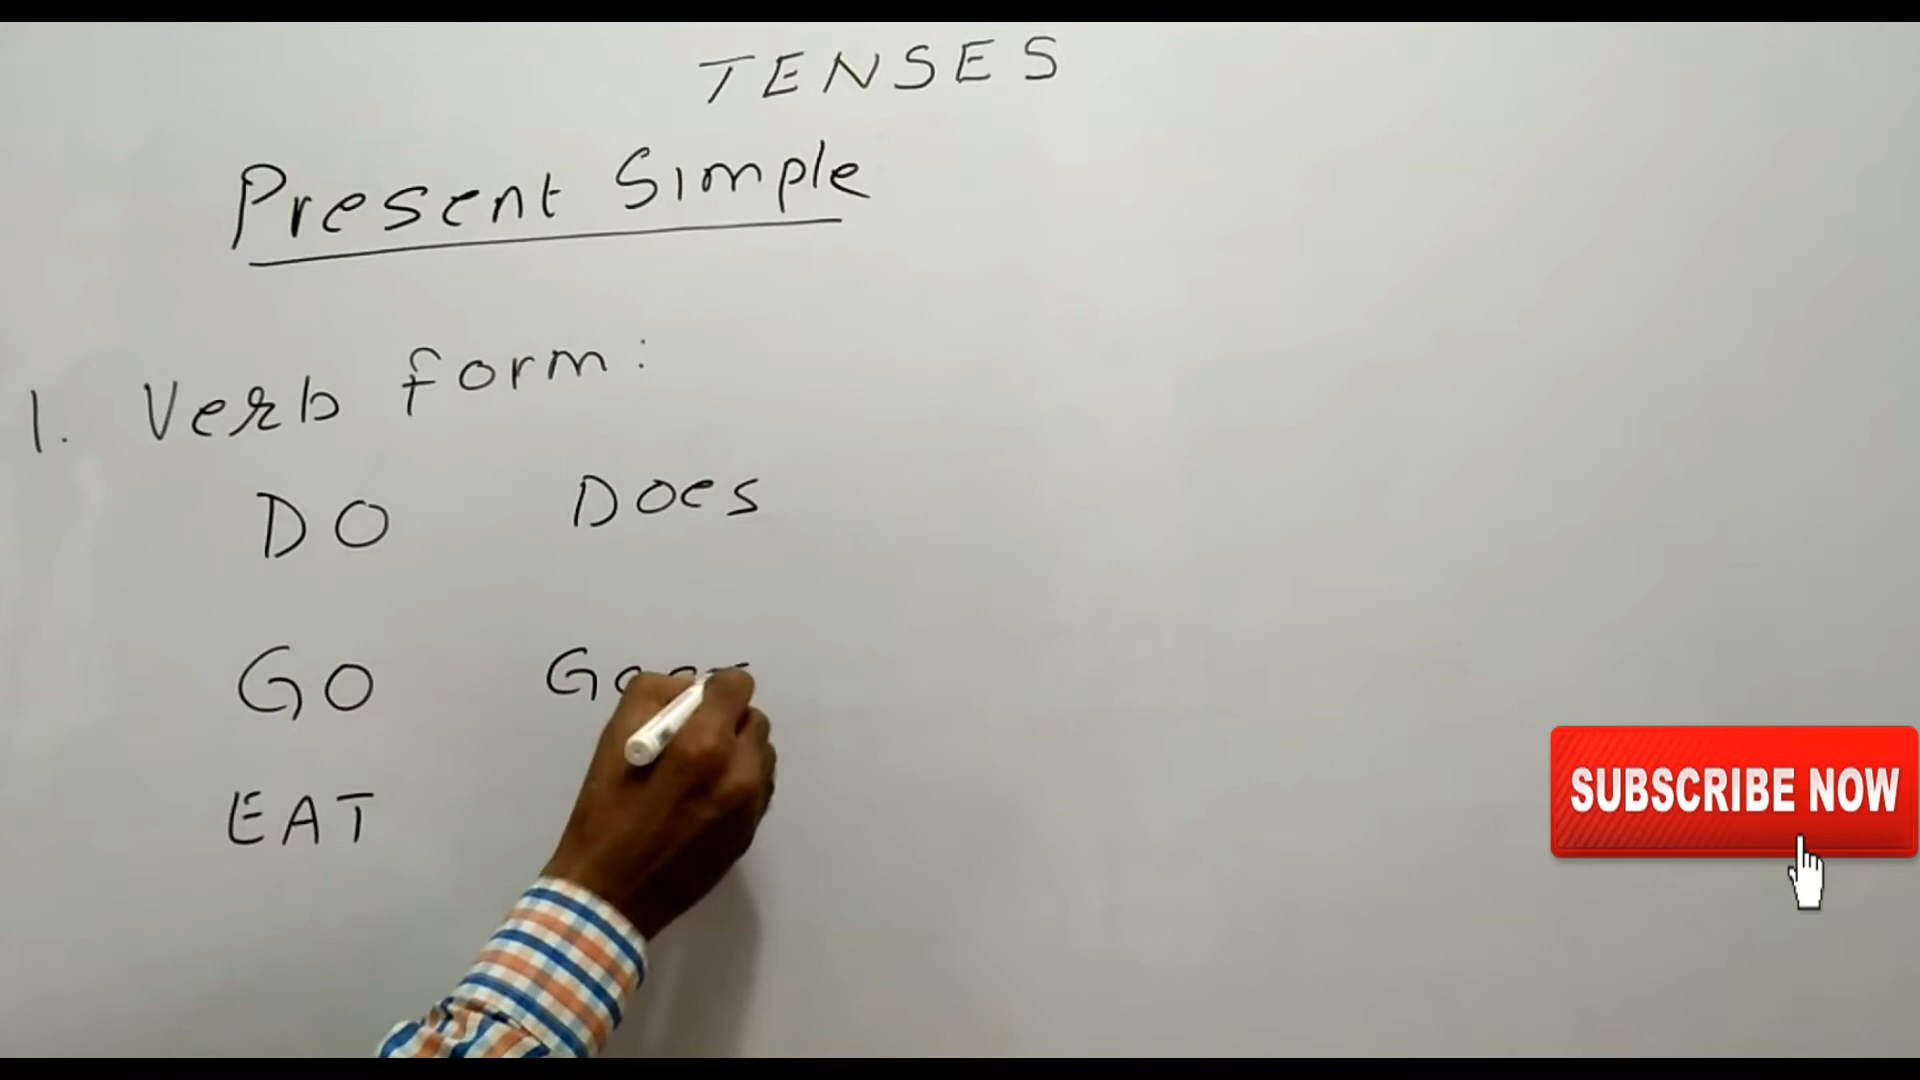 TENSES
Present Simple
1. Verb form:
DO Does
GO
EAT
SUBSCRIBE NOW